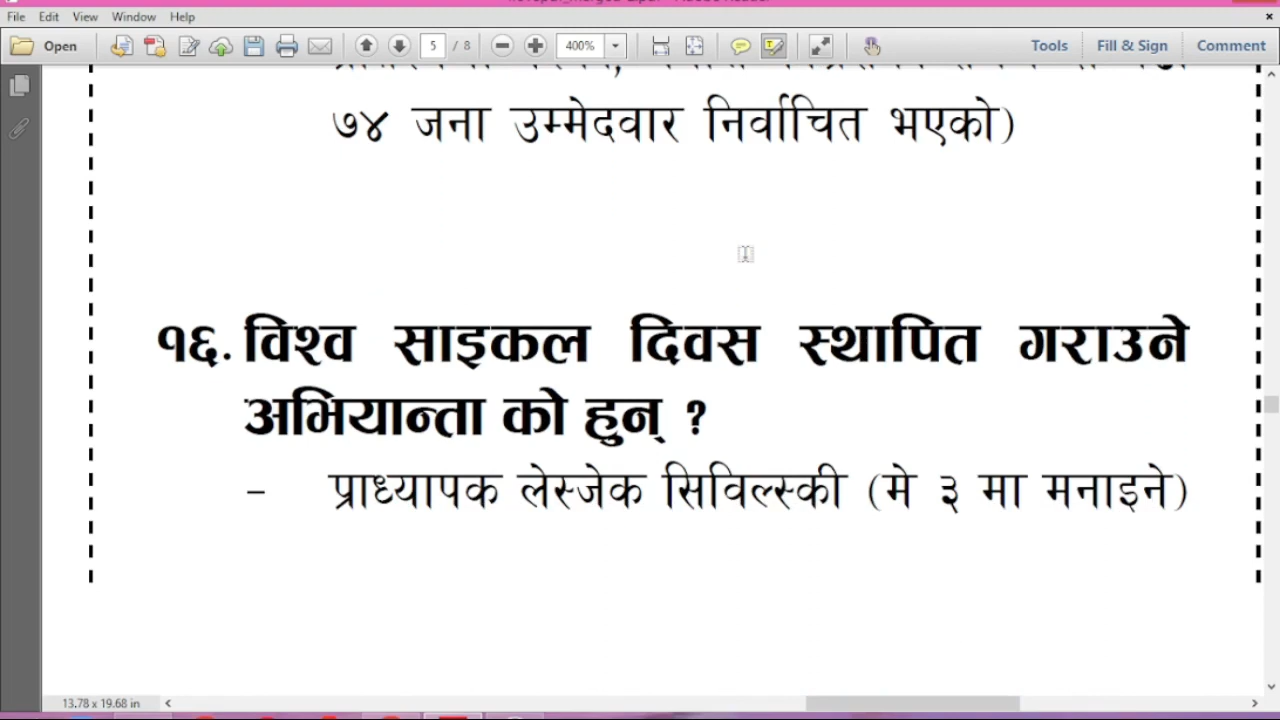 File Edit View Window Help
Open 5 / 8 400% Tools Fill & Sign Comment
७४ जना उम्मेदवार निर्वाचित भएको)
१६. विश्व साइकल दिवस स्थापित गराउने
अभियान्ता को हुन् ?
– प्राध्यापक लेस्जेक सिविल्स्की (मे ३ मा मनाइने)
13.78 x 19.68 in